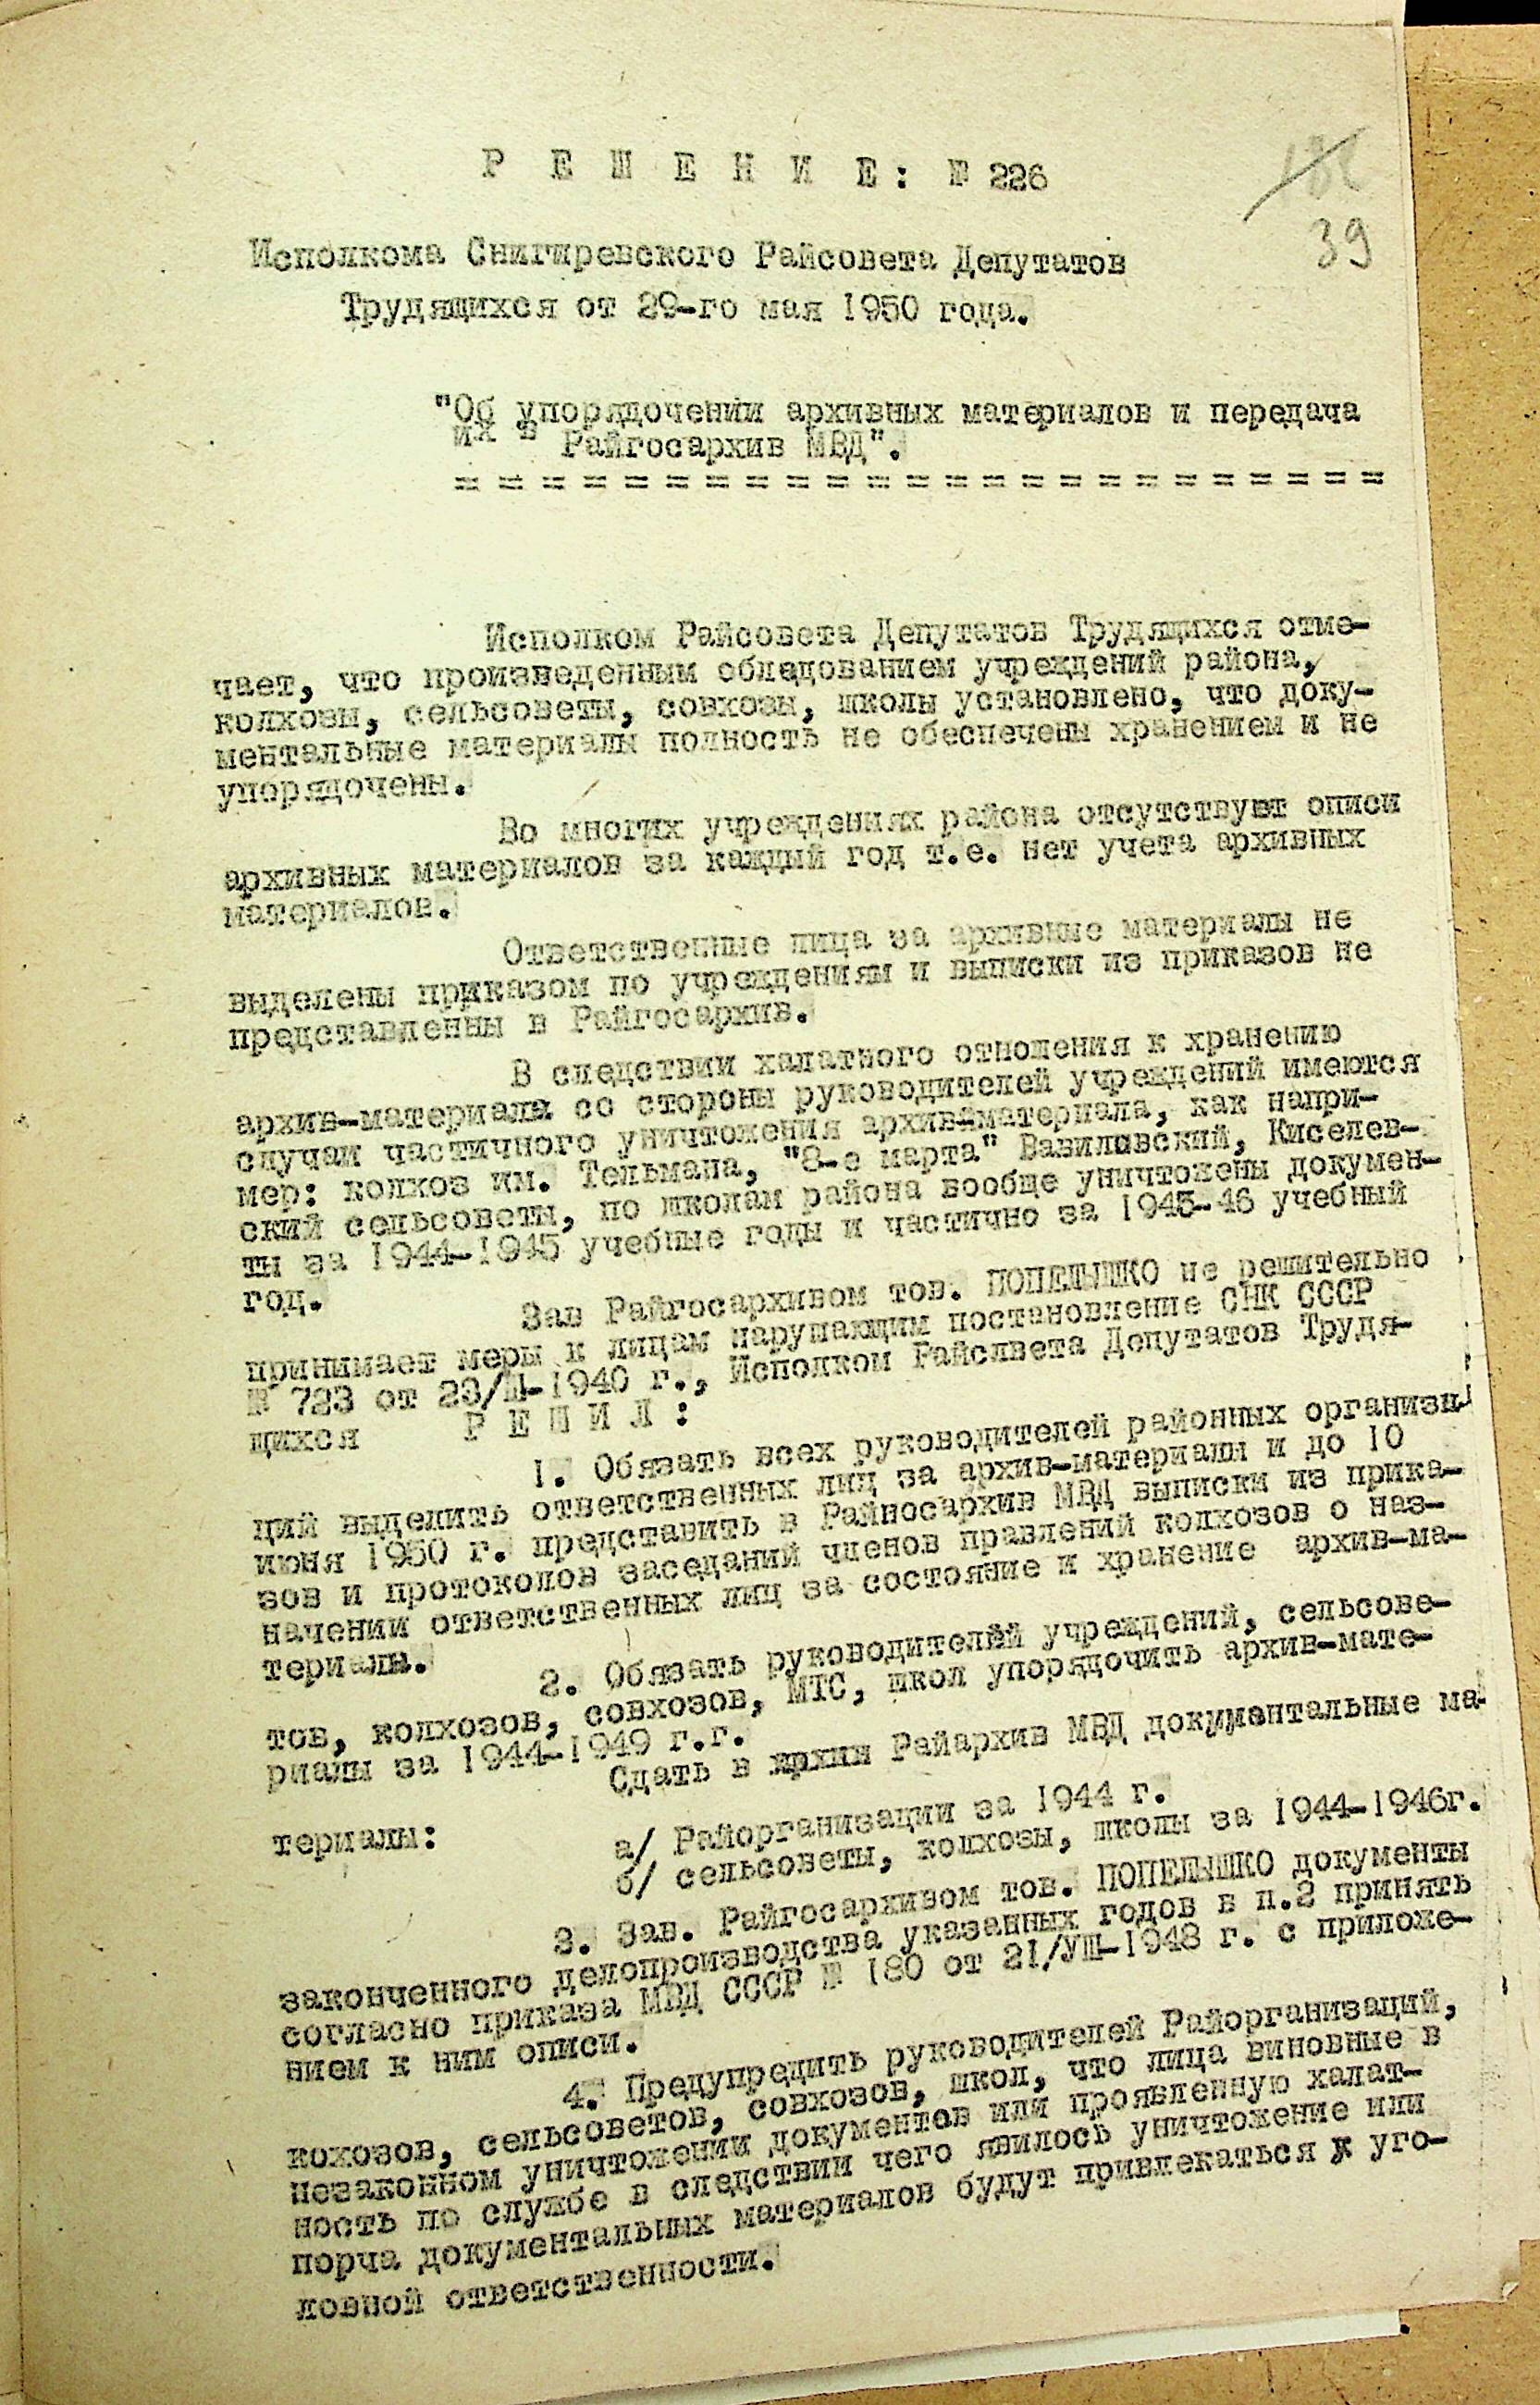 Р Е Ш Е Н И Е : № 226
39
Исполкома Снигиревского Райсовета Депутатов
Трудящихся от 29-го мая 1950 года.
"Об упорядочении архивных материалов и передача
их в Райгосархив МВД".
= = = = = = = = = = = = = = = = = = = = = = = =
Исполком Райсовета Депутатов Трудящихся отме-
чает, что произведенным обладованием учреждений района,
колхозы, сельсоветы, совхозы, школы установлено, что доку-
ментальные материалы полность не обеспечены хранением и не
упорядочены.
Во многих учреждениях района отсутствует описи
архивных материалов за каждый год т.е. нет учета архивных
материалов.
Ответственные лица за архивные материалы не
выделены приказом по учреждениям и выписки из приказов не
представленны в Райгосархив.
В следствии халатного отношения к хранению
архив-материала со стороны руководителей учреждений имеются
случаи частичного уничтожения архив-материала, как напри-
мер: колхоз им. Тельмана, "8-е марта" Вавиловский, Киселев-
ский сельсоветы, по школам района вообще уничтожены докумен-
ты за 1944-1945 учебные годы и частично за 1945-46 учебный
год.
Зав Райгосархивом тов. ПОПЕЛЫШКО не решительно
принимает меры к лицам нарушающим постановление СНК СССР
№ 723 от 23/Ш-1940 г., Исполком Райслвета Депутатов Трудя-
щихся Р Е Ш И Л :
1. Обязать всех руководителей районных организа
ций выделить ответственных лиц за архив-материалы и до 10
июня 1950 г. представить в Райносархив МВД выписки из прика-
зов и протоколов заседаний членов правлений колхозов о наз-
начении ответственных лиц за состояние и хранение архив-ма-
териалы.
2. Обязать руководителей учреждений, сельсове-
тов, колхозов, совхозов, МТС, школ упорядочить архив-мате-
риалы за 1944-1949 г.г.
Сдать в Райархив МВД документальные ма-
териалы:
а/ Райорганизации за 1944 г.
б/ сельсоветы, колхозы, школы за 1944-1946г.
3. Зав. Райгосархивом тов. ПОПЕЛЫШКО документы
законченного делопроизводства указанных годов в п.2 принять
согласно приказа МВД СССР № 180 от 21/УШ-1948 г. с приложе-
нием к ним описи.
4. Предупредить руководителей Райорганизаций,
кохозов, сельсоветов, совхозов, школ, что лица виновные в
незаконном уничтожении документов или проявленную халат-
ность по службе в следствии чего явилось уничтожение или
порча документальных материалов будут привлекаться к уго-
ловной ответственности.